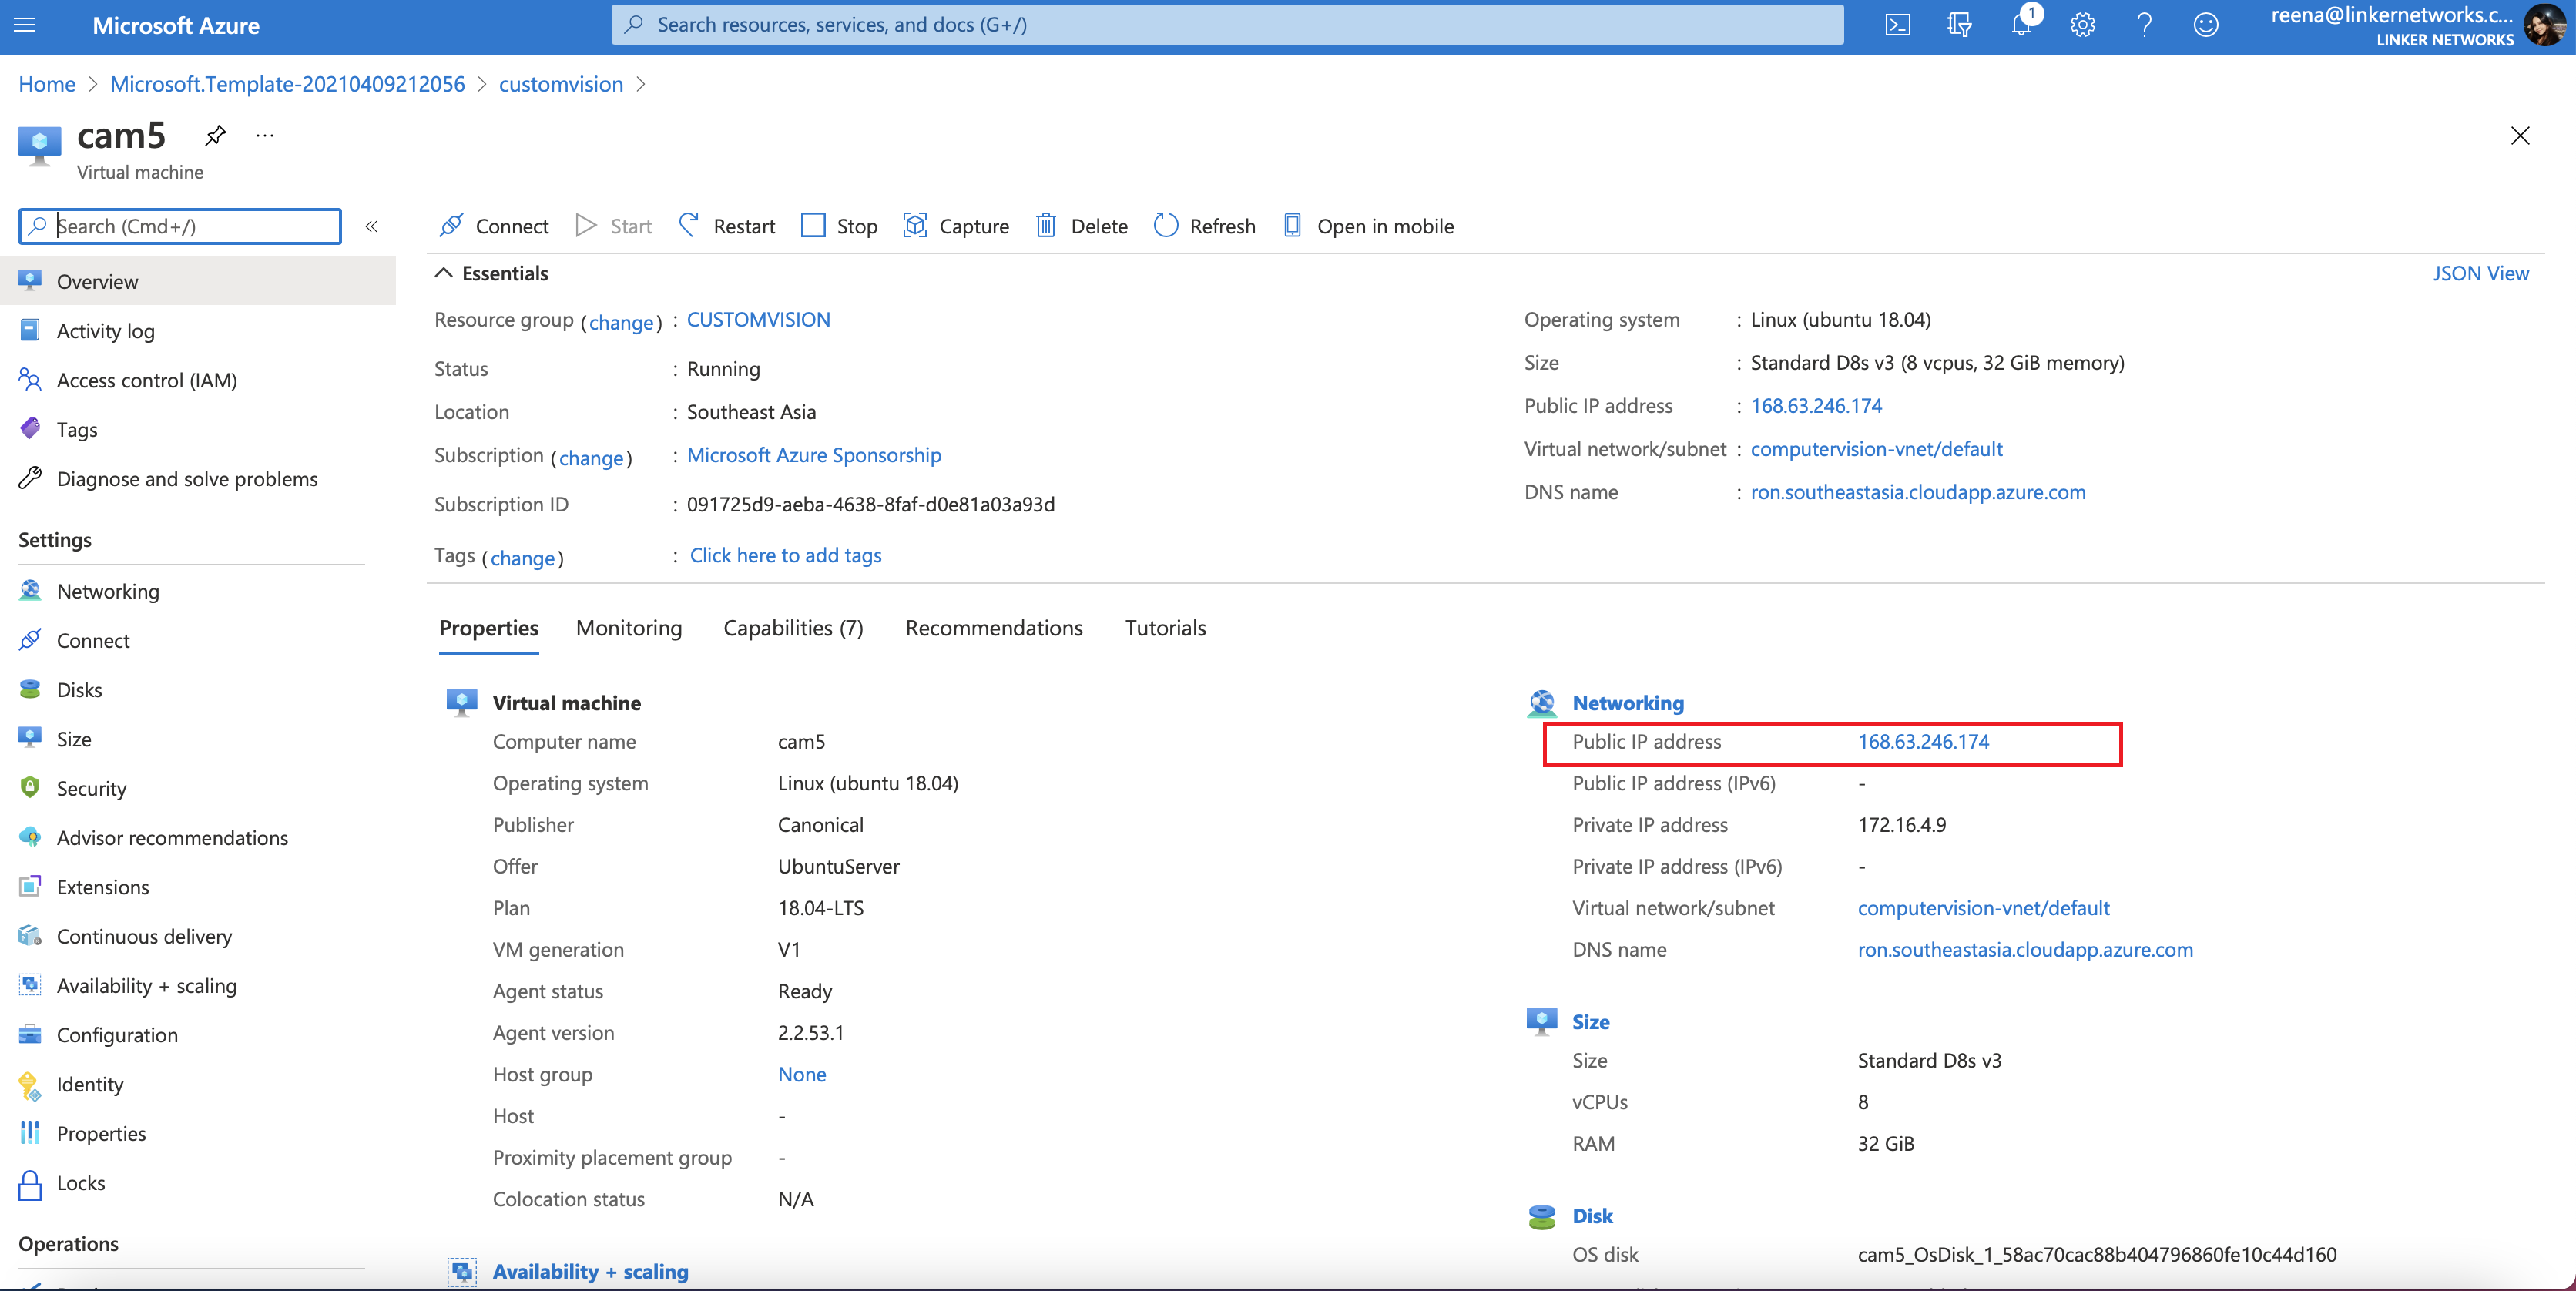 Microsoft Azure
Search resources, services, and docs (G+/)
1
reena@linkernetworks.c...
LINKER NETWORKS
Home > Microsoft.Template-20210409212056 > customvision >
cam5 ...
Virtual machine
Search (Cmd+/) «
Connect Start Restart Stop Capture Delete Refresh Open in mobile
Overview
Activity log
Access control (IAM)
Tags
Diagnose and solve problems
Settings
Networking
Connect
Disks
Size
Security
Advisor recommendations
Extensions
Continuous delivery
Availability + scaling
Configuration
Identity
Properties
Locks
Operations
Essentials
JSON View
Resource group (change) : CUSTOMVISION
Status : Running
Location : Southeast Asia
Subscription (change) : Microsoft Azure Sponsorship
Subscription ID : 091725d9-aeba-4638-8faf-d0e81a03a93d
Tags (change) : Click here to add tags
Operating system : Linux (ubuntu 18.04)
Size : Standard D8s v3 (8 vcpus, 32 GiB memory)
Public IP address : 168.63.246.174
Virtual network/subnet : computervision-vnet/default
DNS name : ron.southeastasia.cloudapp.azure.com
Properties Monitoring Capabilities (7) Recommendations Tutorials
Virtual machine
Computer name cam5
Operating system Linux (ubuntu 18.04)
Publisher Canonical
Offer UbuntuServer
Plan 18.04-LTS
VM generation V1
Agent status Ready
Agent version 2.2.53.1
Host group None
Host -
Proximity placement group -
Colocation status N/A
Availability + scaling
Networking
Public IP address 168.63.246.174
Public IP address (IPv6) -
Private IP address 172.16.4.9
Private IP address (IPv6) -
Virtual network/subnet computervision-vnet/default
DNS name ron.southeastasia.cloudapp.azure.com
Size
Size Standard D8s v3
vCPUs 8
RAM 32 GiB
Disk
OS disk cam5_OsDisk_1_58ac70cac88b404796860fe10c44d160